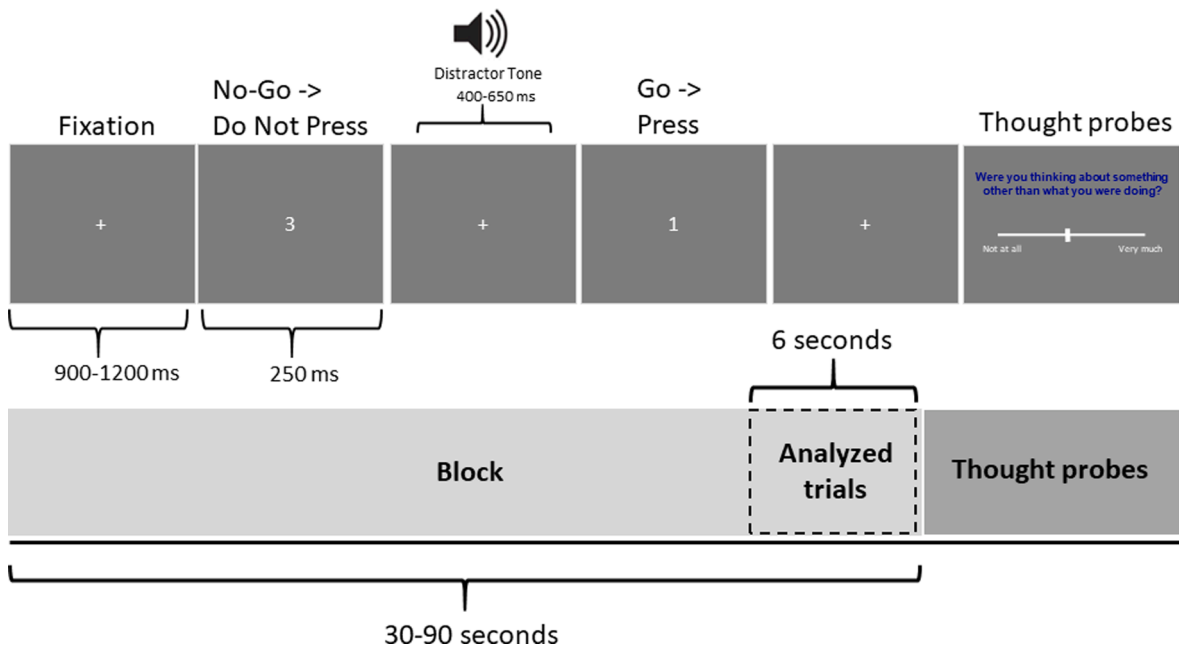 Distractor Tone
400-650 ms
No-Go ->
Do Not Press
Go ->
Press
Fixation
Thought probes
+
3
+
1
+
Were you thinking about something
other than what you were doing?
Not at all
Very much
900-1200 ms
250 ms
6 seconds
Block
Analyzed
trials
Thought probes
30-90 seconds